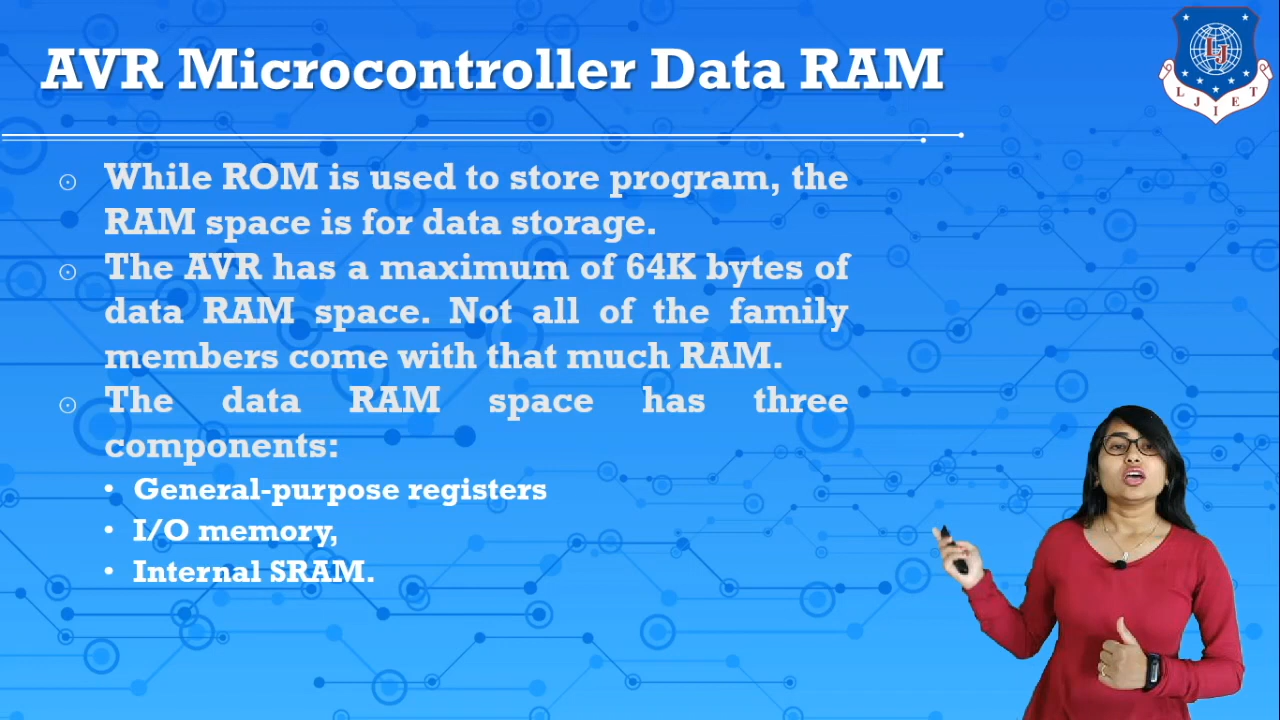 AVR Microcontroller Data RAM
LJ
L J I E T
While ROM is used to store program, the
RAM space is for data storage.
The AVR has a maximum of 64K bytes of
data RAM space. Not all of the family
members come with that much RAM.
The data RAM space has three
components:
• General-purpose registers
• I/O memory,
• Internal SRAM.